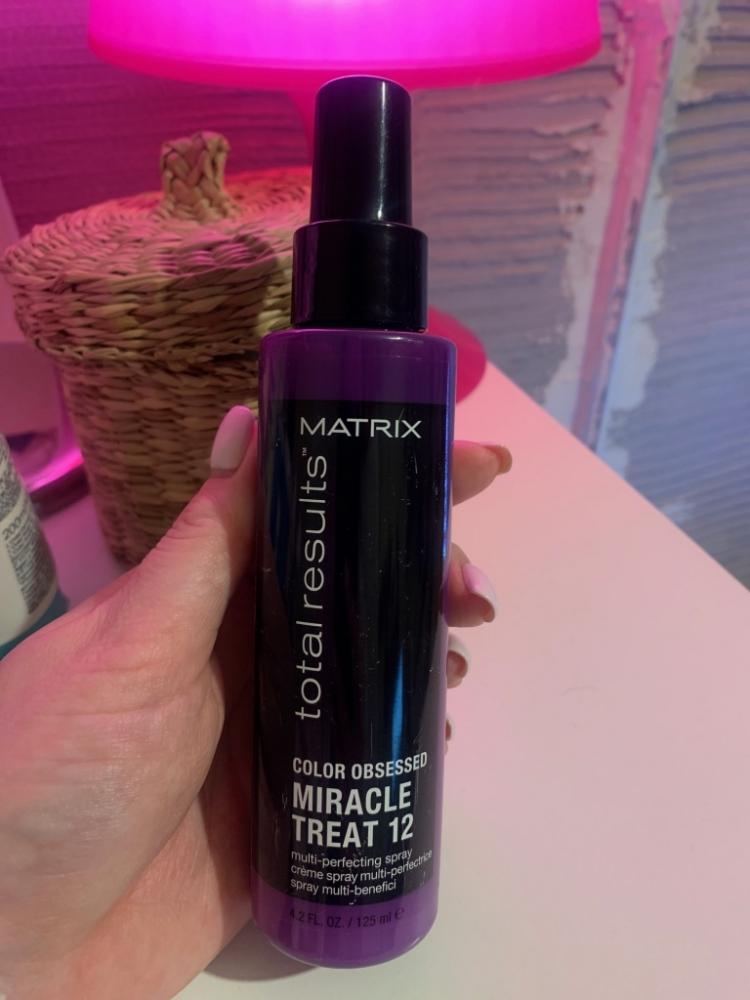 MATRIX
total results™
COLOR OBSESSED
MIRACLE
TREAT 12
multi-perfecting spray
crème spray multi-perfectrice
spray multi-benefici
4.2 FL. OZ. / 125 ml ℮